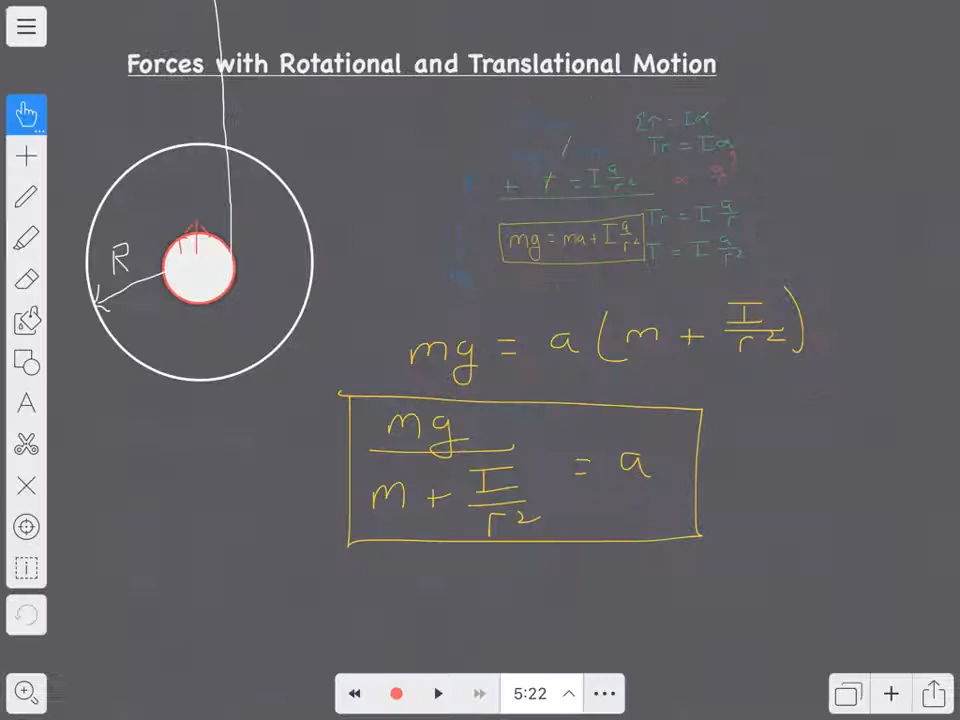 Forces with Rotational and Translational Motion
Στ = Iα
Tr = Iα
+ T = I a/r²
Tr = I a/r
mg = ma + I a/r²
T = I a/r²
R
mg = a(m + I/r²)
mg/(m + I/r²) = a
5:22